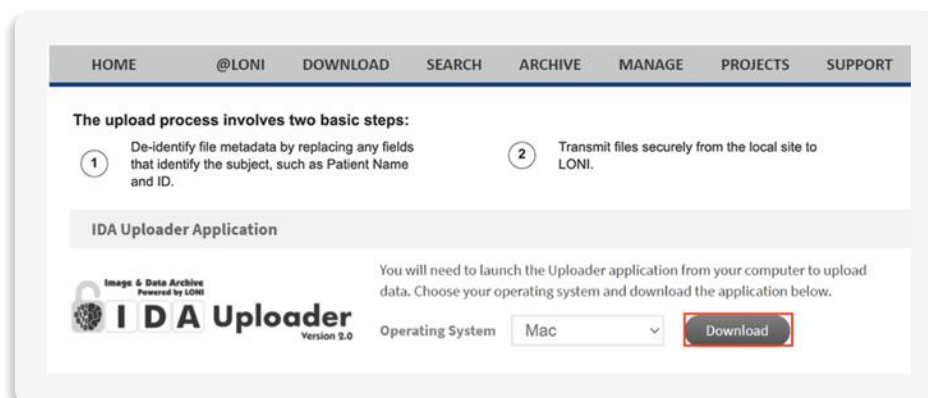 HOME @LONI DOWNLOAD SEARCH ARCHIVE MANAGE PROJECTS SUPPORT
The upload process involves two basic steps:
1
De-identify file metadata by replacing any fields
that identify the subject, such as Patient Name
and ID.
2
Transmit files securely from the local site to
LONI.
IDA Uploader Application
Image & Data Archive
Powered by LONI
IDA Uploader
Version 2.0
You will need to launch the Uploader application from your computer to upload
data. Choose your operating system and download the application below.
Operating System Mac Download